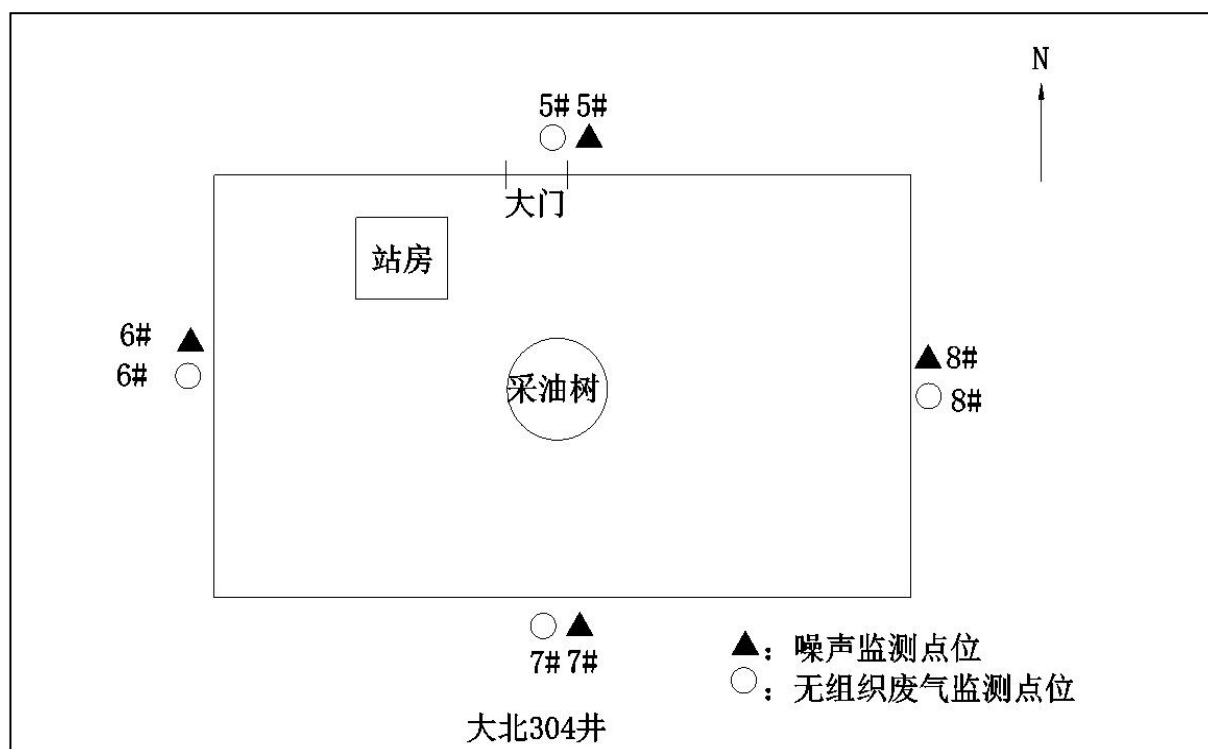 N
5# 5#
大门
站房
6#
6#
采油树
8#
8#
7# 7#
▲：噪声监测点位
○：无组织废气监测点位
大北304井